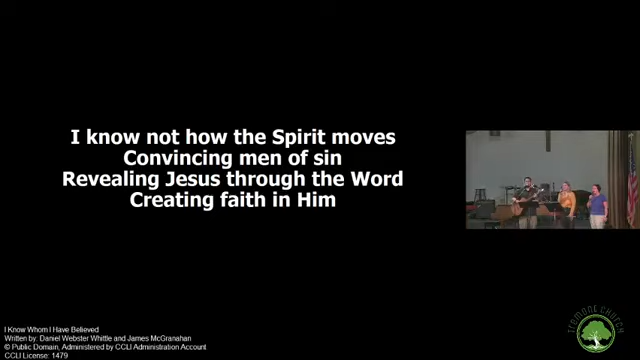 I know not how the Spirit moves
Convincing men of sin
Revealing Jesus through the Word
Creating faith in Him
I Know Whom I Have Believed
Written by: Daniel Webster Whittle and James McGranahan
© Public Domain, Administered by CCLI Administration Account
CCLI License: 1479
TREMONT CHURCH